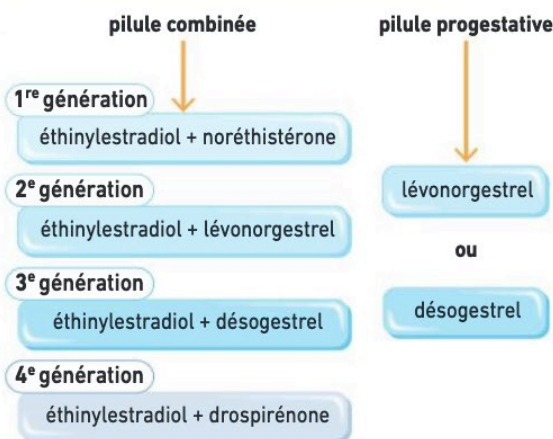 pilule combinée
1re génération
éthinylestradiol + noréthistérone
2e génération
éthinylestradiol + lévonorgestrel
3e génération
éthinylestradiol + désogestrel
4e génération
éthinylestradiol + drospirénone
pilule progestative
lévonorgestrel
ou
désogestrel